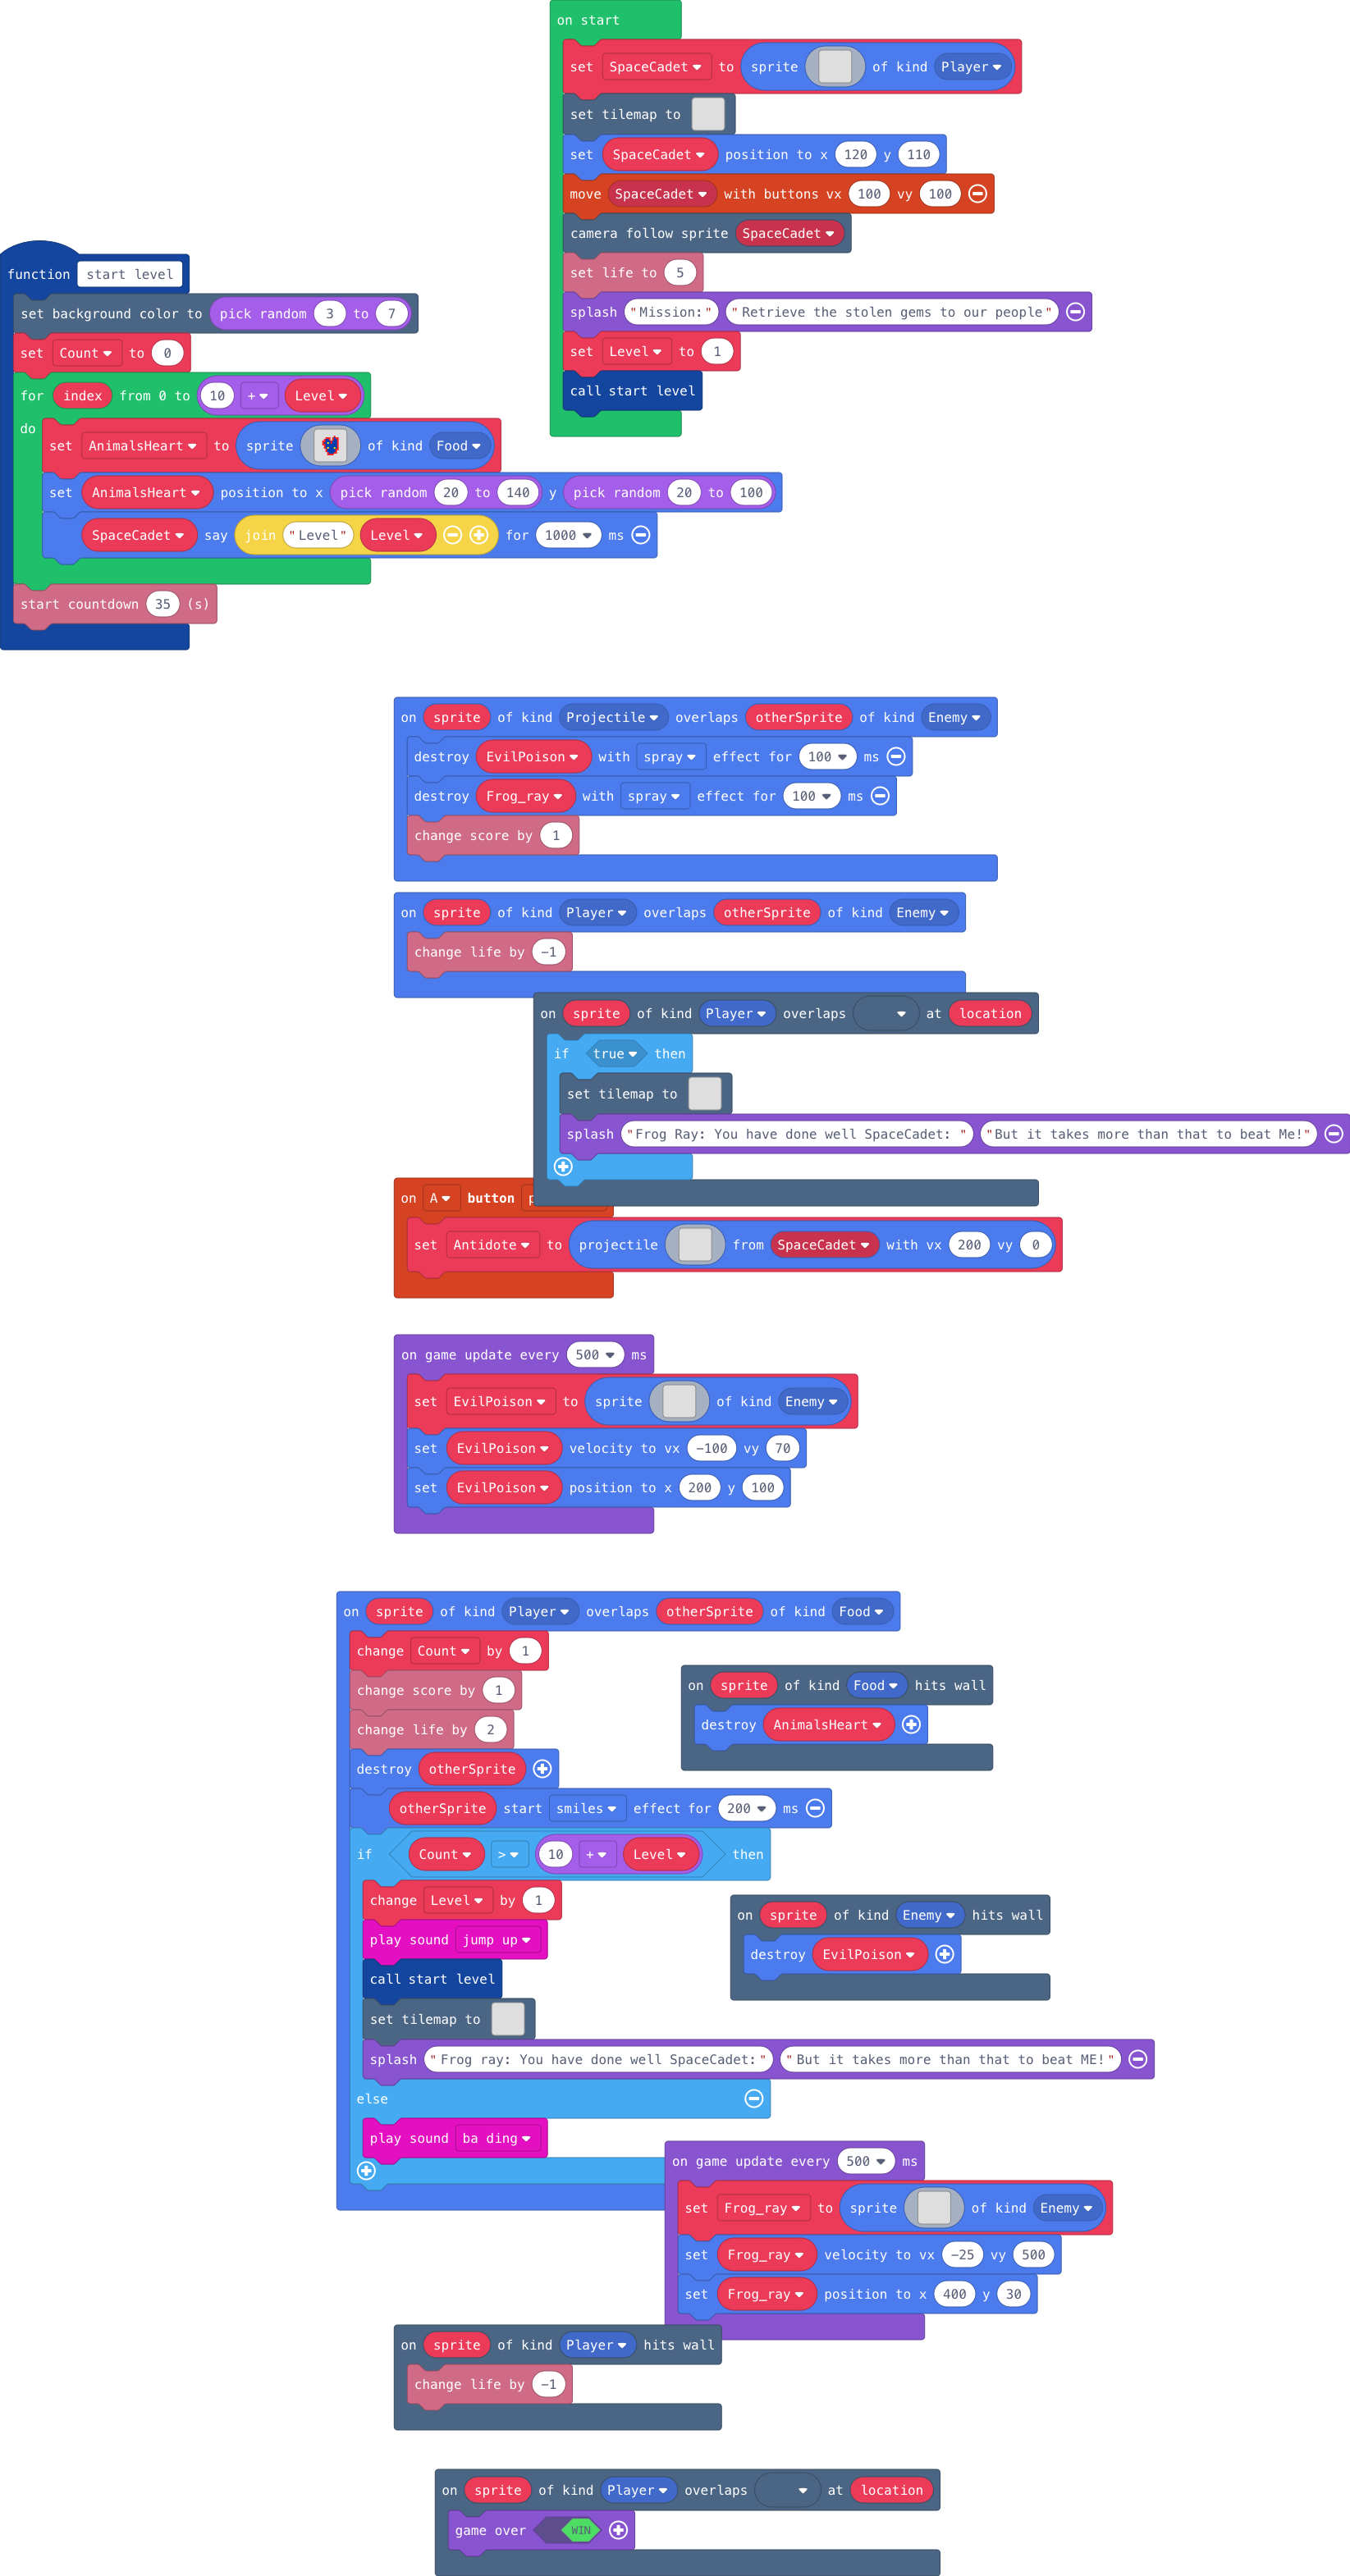 on start
set SpaceCadet to sprite of kind Player
set tilemap to
set SpaceCadet position to x 120 y 110
move SpaceCadet with buttons vx 100 vy 100
camera follow sprite SpaceCadet
set life to 5
splash "Mission:" "Retrieve the stolen gems to our people"
set Level to 1
call start level
function start level
set background color to pick random 3 to 7
set Count to 0
for index from 0 to 10 + Level
do
set AnimalsHeart to sprite of kind Food
set AnimalsHeart position to x pick random 20 to 140 y pick random 20 to 100
SpaceCadet say join "Level" Level for 1000 ms
start countdown 35 (s)
on sprite of kind Projectile overlaps otherSprite of kind Enemy
destroy EvilPoison with spray effect for 100 ms
destroy Frog_ray with spray effect for 100 ms
change score by 1
on sprite of kind Player overlaps otherSprite of kind Enemy
change life by -1
on sprite of kind Player overlaps at location
if true then
set tilemap to
splash "Frog Ray: You have done well SpaceCadet: " "But it takes more than that to beat Me!"
on A button
set Antidote to projectile from SpaceCadet with vx 200 vy 0
on game update every 500 ms
set EvilPoison to sprite of kind Enemy
set EvilPoison velocity to vx -100 vy 70
set EvilPoison position to x 200 y 100
on sprite of kind Player overlaps otherSprite of kind Food
change Count by 1
change score by 1
change life by 2
destroy otherSprite
otherSprite start smiles effect for 200 ms
if Count > 10 + Level then
change Level by 1
play sound jump up
call start level
set tilemap to
splash "Frog ray: You have done well SpaceCadet:" "But it takes more than that to beat ME!"
else
play sound ba ding
on sprite of kind Food hits wall
destroy AnimalsHeart
on sprite of kind Enemy hits wall
destroy EvilPoison
on game update every 500 ms
set Frog_ray to sprite of kind Enemy
set Frog_ray velocity to vx -25 vy 500
set Frog_ray position to x 400 y 30
on sprite of kind Player hits wall
change life by -1
on sprite of kind Player overlaps at location
game over WIN